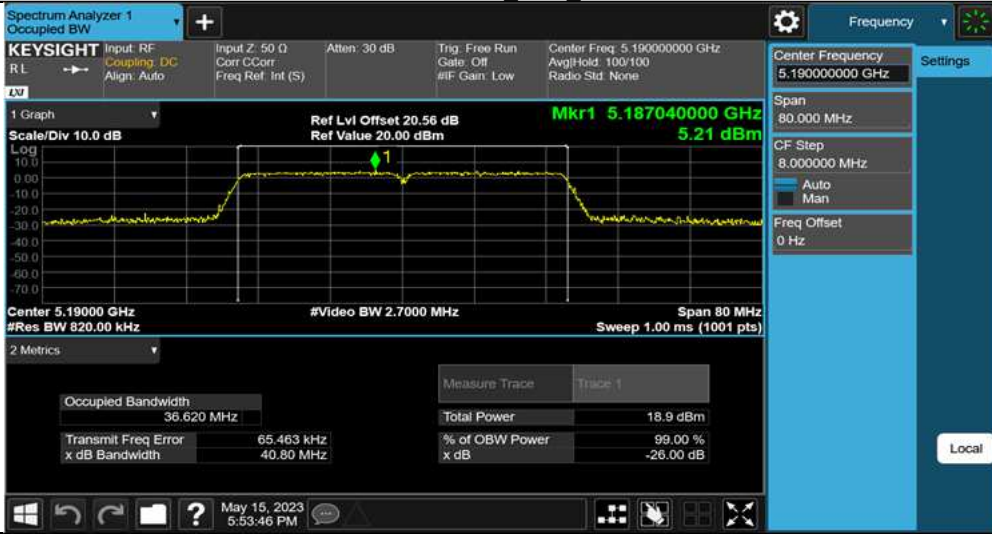 Spectrum Analyzer 1
Occupied BW
Frequency
KEYSIGHT
RL
LXI
Input: RF
Coupling: DC
Align: Auto
Input Z: 50 Ω
Corr CCorr
Freq Ref: Int (S)
Atten: 30 dB
Trig: Free Run
Gate: Off
#IF Gain: Low
Center Freq: 5.190000000 GHz
Avg|Hold: 100/100
Radio Std: None
Center Frequency
5.190000000 GHz
Settings
Span
80.000 MHz
CF Step
8.000000 MHz
Auto
Man
Freq Offset
0 Hz
1 Graph
Scale/Div 10.0 dB
Ref Lvl Offset 20.56 dB
Ref Value 20.00 dBm
Mkr1 5.187040000 GHz
5.21 dBm
Log
10.0
0.00
-10.0
-20.0
-30.0
-40.0
-50.0
-60.0
-70.0
1
Center 5.19000 GHz
#Res BW 820.00 kHz
#Video BW 2.7000 MHz
Span 80 MHz
Sweep 1.00 ms (1001 pts)
2 Metrics
Measure Trace
Trace 1
Occupied Bandwidth
36.620 MHz
Total Power
18.9 dBm
Transmit Freq Error
65.463 kHz
% of OBW Power
99.00 %
x dB Bandwidth
40.80 MHz
x dB
-26.00 dB
Local
?
May 15, 2023
5:53:46 PM